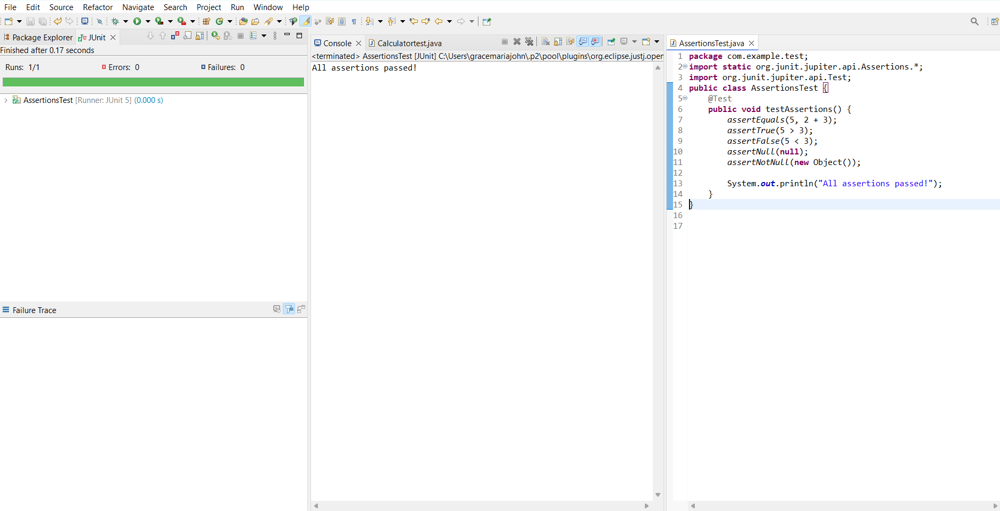 File Edit Source Refactor Navigate Search Project Run Window Help
Package Explorer JUnit
Finished after 0.17 seconds
Runs: 1/1 Errors: 0 Failures: 0
AssertionsTest [Runner: JUnit 5] (0.000 s)
Failure Trace
Console Calculatortest.java
<terminated> AssertionsTest [JUnit] C:\Users\gracemariajohn\.p2\pool\plugins\org.eclipse.justj.open
All assertions passed!
AssertionsTest.java
1 package com.example.test;
2 import static org.junit.jupiter.api.Assertions.*;
3 import org.junit.jupiter.api.Test;
4 public class AssertionsTest {
5 @Test
6 public void testAssertions() {
7 assertEquals(5, 2 + 3);
8 assertTrue(5 > 3);
9 assertFalse(5 < 3);
10 assertNull(null);
11 assertNotNull(new Object());
12
13 System.out.println("All assertions passed!");
14 }
15 }
16
17